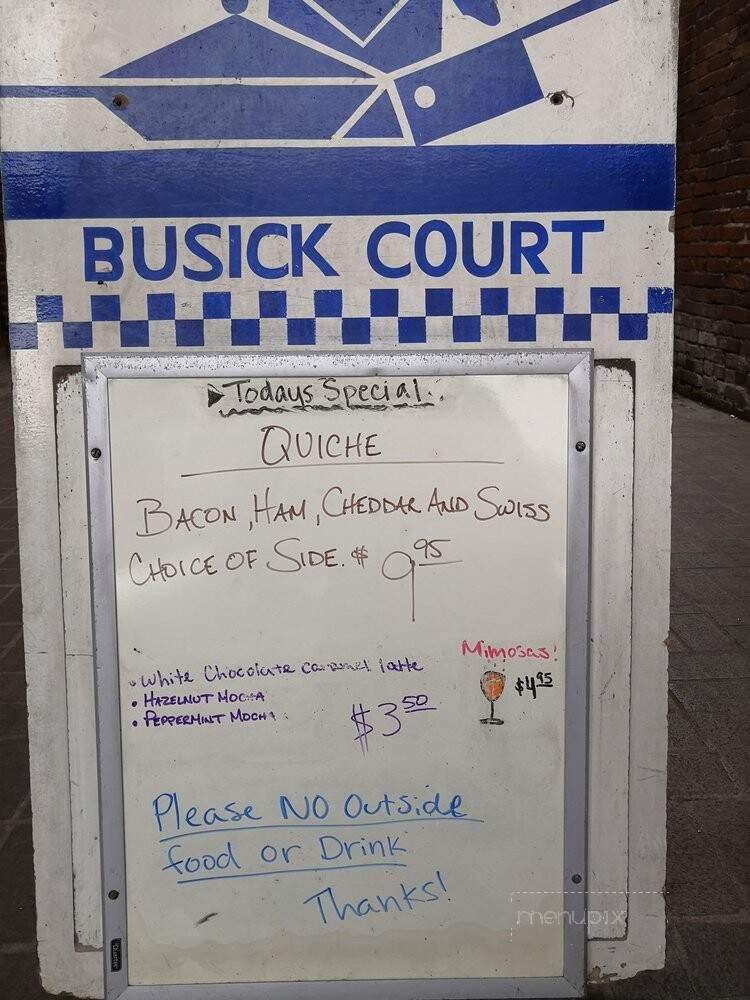 BUSICK COURT
Todays Special..
QUICHE
BACON, HAM, CHEDDAR AND SWISS
CHOICE OF SIDE. $ 9.95
Mimosas!
$4.95
• White Chocolate caramel latte
• HAZELNUT MOCHA
• PEPPERMINT MOCHA
$3.50
Please NO Outside
food or Drink
Thanks!
Quartet
menupix